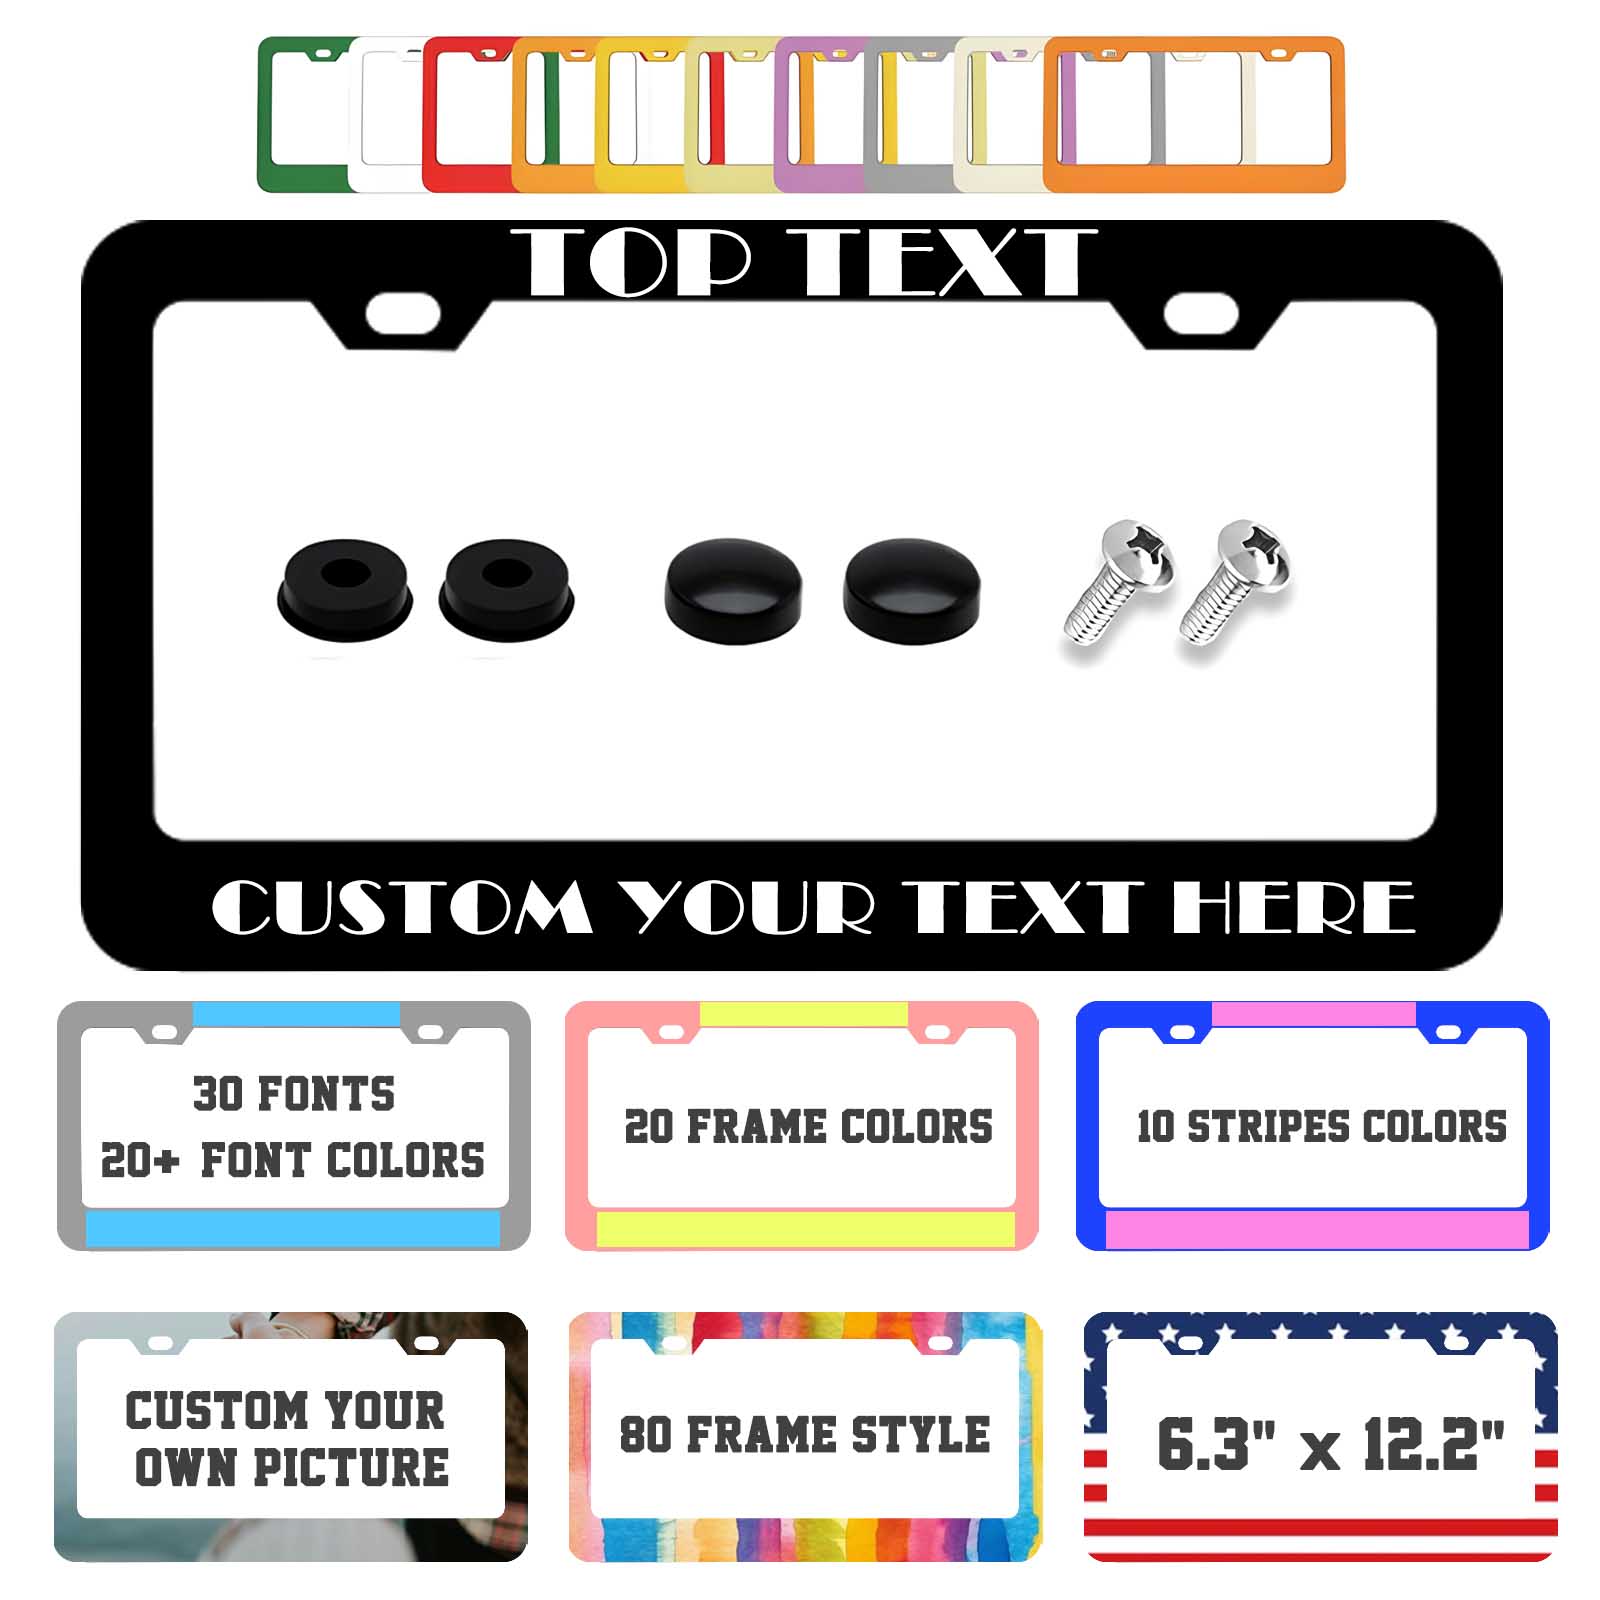 TOP TEXT
CUSTOM YOUR TEXT HERE
30 FONTS
20+ FONT COLORS
20 FRAME COLORS
10 STRIPES COLORS
CUSTOM YOUR
OWN PICTURE
80 FRAME STYLE
6.3" x 12.2"